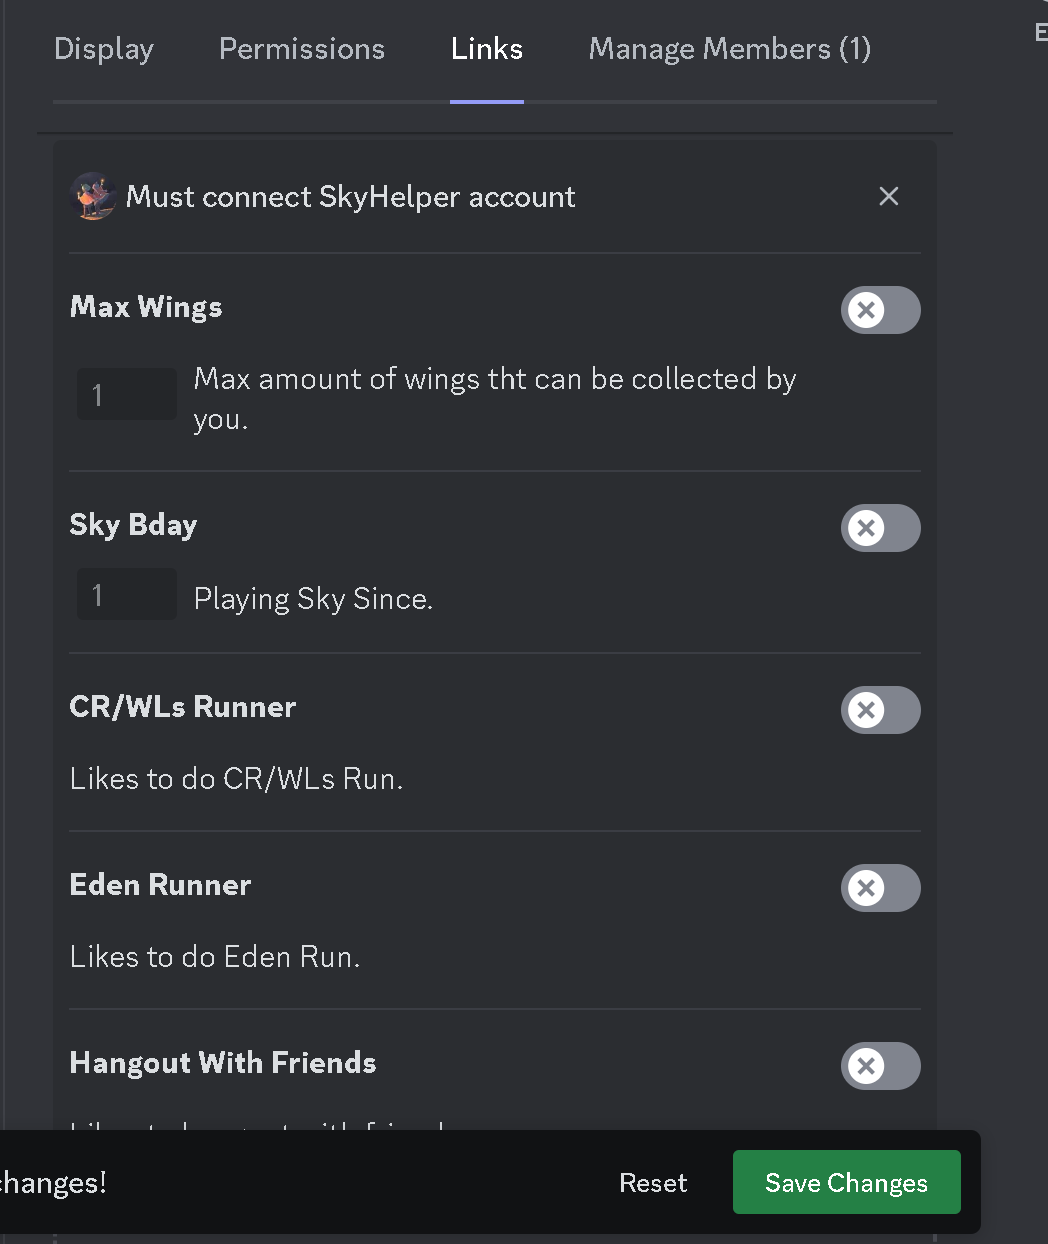 Display Permissions Links Manage Members (1)
Must connect SkyHelper account
Max Wings
1
Max amount of wings tht can be collected by
you.
Sky Bday
1
Playing Sky Since.
CR/WLs Runner
Likes to do CR/WLs Run.
Eden Runner
Likes to do Eden Run.
Hangout With Friends
changes! Reset Save Changes